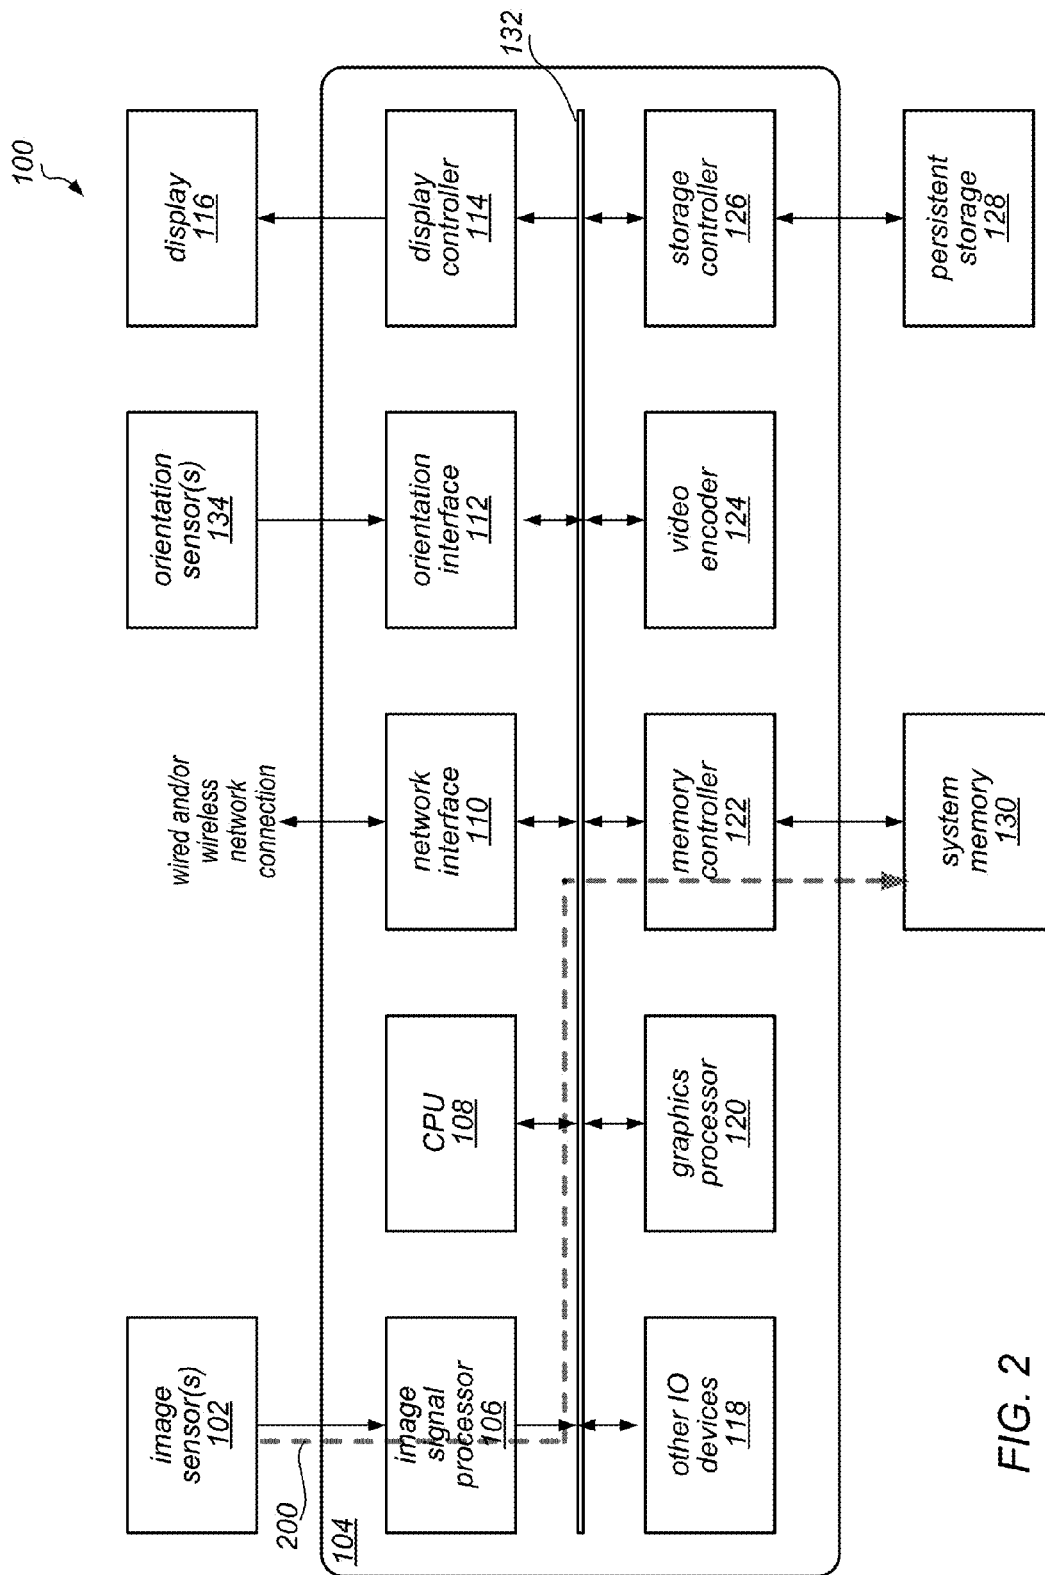 100
image
sensor(s)
102
wired and/or
wireless
network
connection
orientation
sensor(s)
134
display
116
200
104
image
signal
processor
106
CPU
108
network
interface
110
orientation
interface
112
display
controller
114
132
other IO
devices
118
graphics
processor
120
memory
controller
122
video
encoder
124
storage
controller
126
system
memory
130
persistent
storage
128
FIG. 2